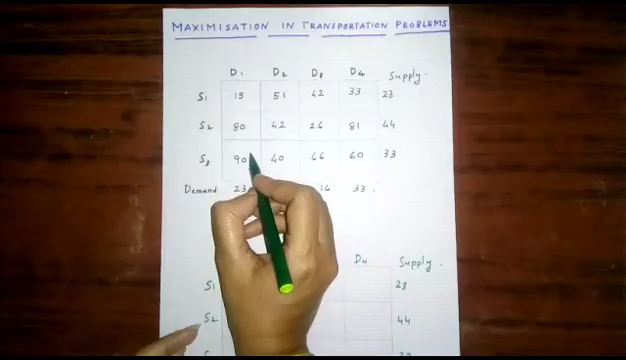 MAXIMISATION IN TRANSPORTATION PROBLEMS
D1 D2 D3 D4 Supply
S1 15 51 42 33 23
S2 80 42 26 81 44
S3 90 40 46 60 33
Demand 23 16 33
D4 Supply
S1 23
S2 44